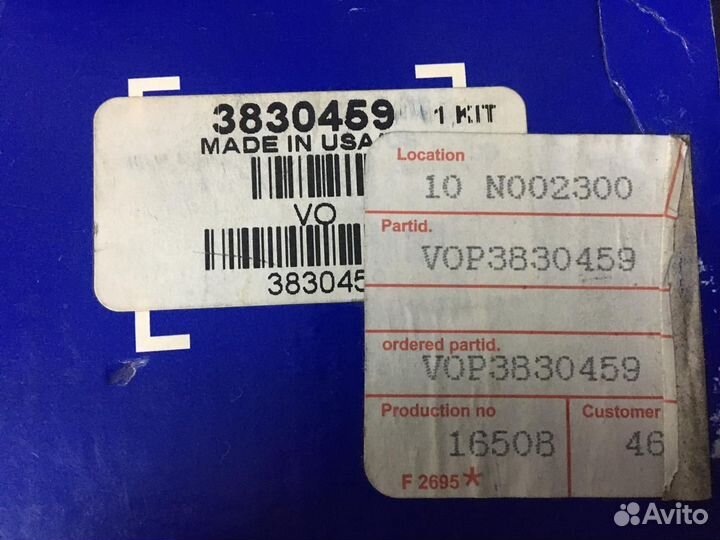 3830459 1 KIT
MADE IN USA
VO
383045
Location
10 N002300
Partid.
VOP3830459
ordered partid.
VOP3830459
Production no Customer
16508 46
F 2695*
Avito